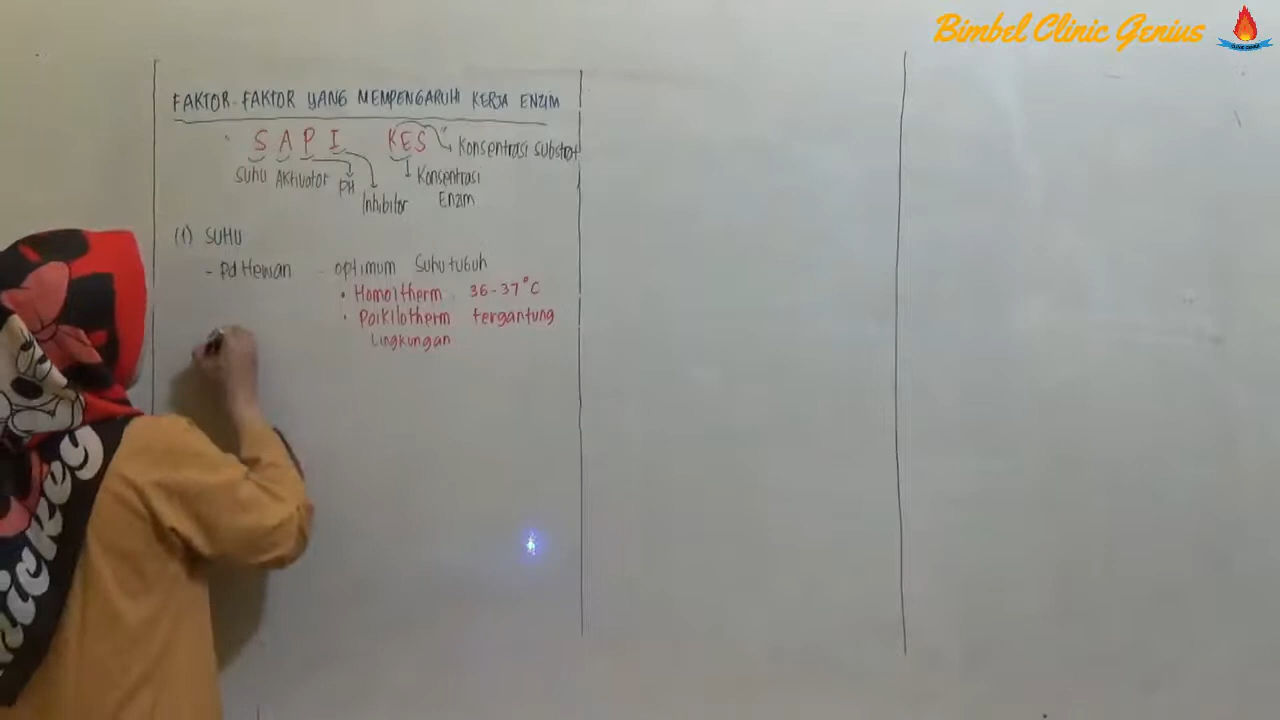 Bimbel Clinic Genius
FAKTOR-FAKTOR YANG MEMPENGARUHI KERJA ENZIM
S A P I KES
Konsentrasi Substrat
Suhu Aktivator PH Konsentrasi
Inhibitor Enzim
(1) SUHU
- Pd Hewan - optimum Suhu tubuh
• Homoitherm 36-37°C
• Poikilotherm tergantung
Lingkungan
mickey